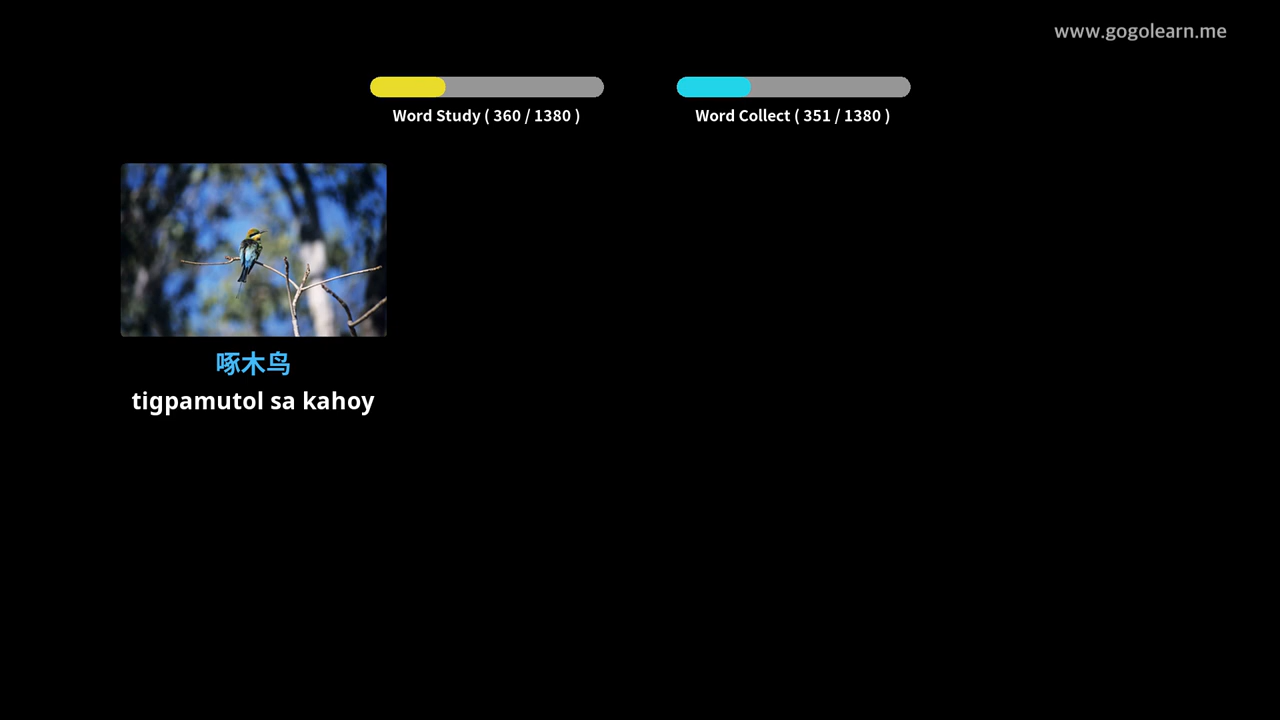 www.gogolearn.me
Word Study ( 360 / 1380 )
Word Collect ( 351 / 1380 )
啄木鸟
tigpamutol sa kahoy